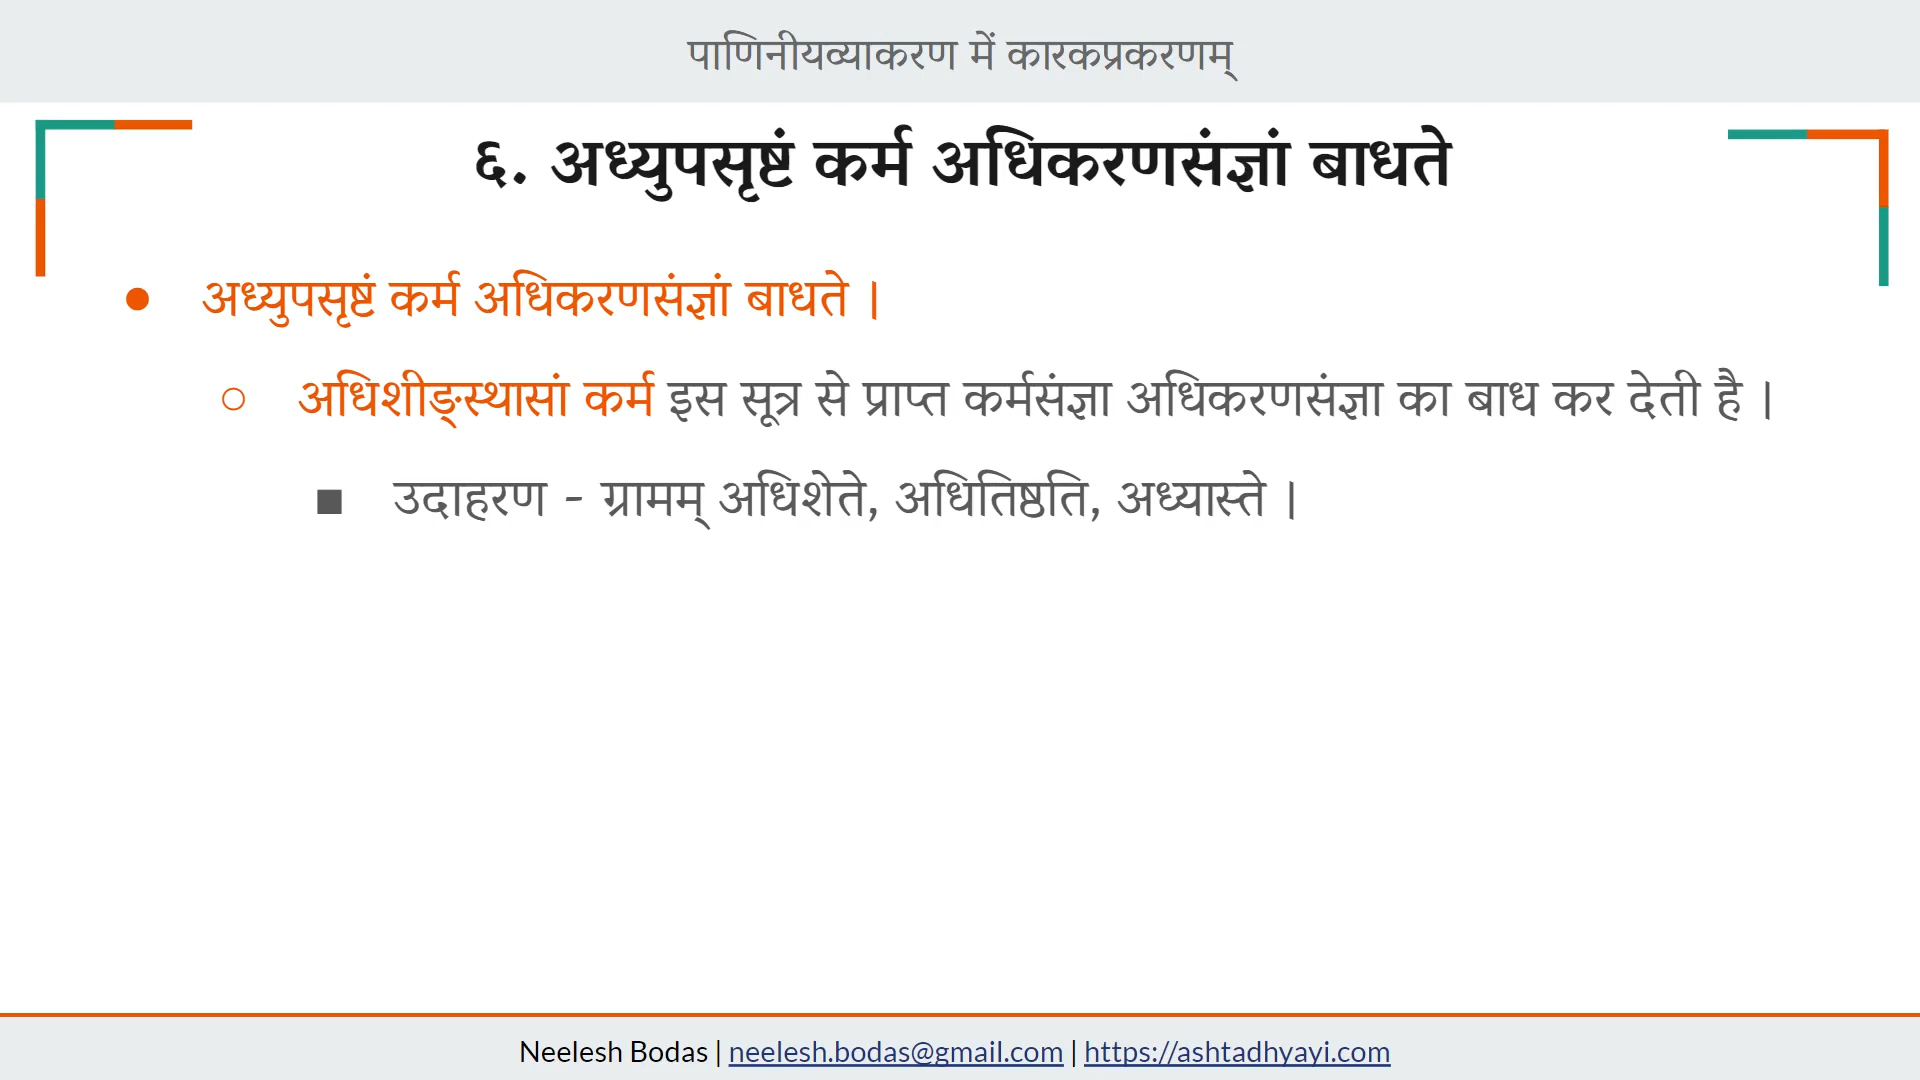 पाणिनीयव्याकरण में कारकप्रकरणम्
६. अध्युपसृष्टं कर्म अधिकरणसंज्ञां बाधते
● अध्युपसृष्टं कर्म अधिकरणसंज्ञां बाधते ।
○ अधिशीङ्स्थासां कर्म इस सूत्र से प्राप्त कर्मसंज्ञा अधिकरणसंज्ञा का बाध कर देती है ।
■ उदाहरण - ग्रामम् अधिशेते, अधितिष्ठति, अध्यास्ते ।
Neelesh Bodas | neelesh.bodas@gmail.com | https://ashtadhyayi.com